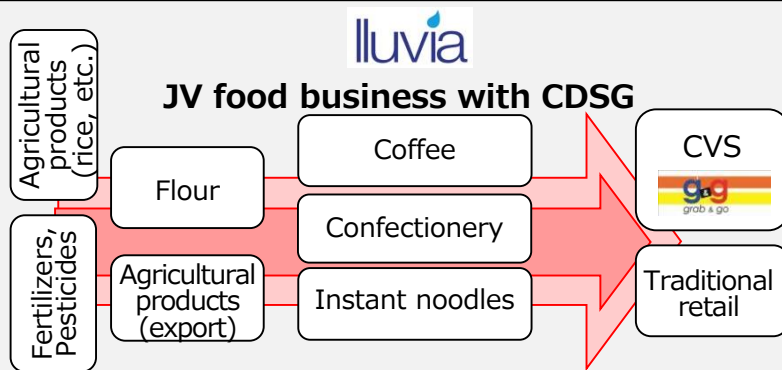 lluvia
JV food business with CDSG
Agricultural
products
(rice, etc.)
Fertilizers,
Pesticides
Flour
Agricultural
products
(export)
Coffee
Confectionery
Instant noodles
CVS
g&g
grab & go
Traditional
retail